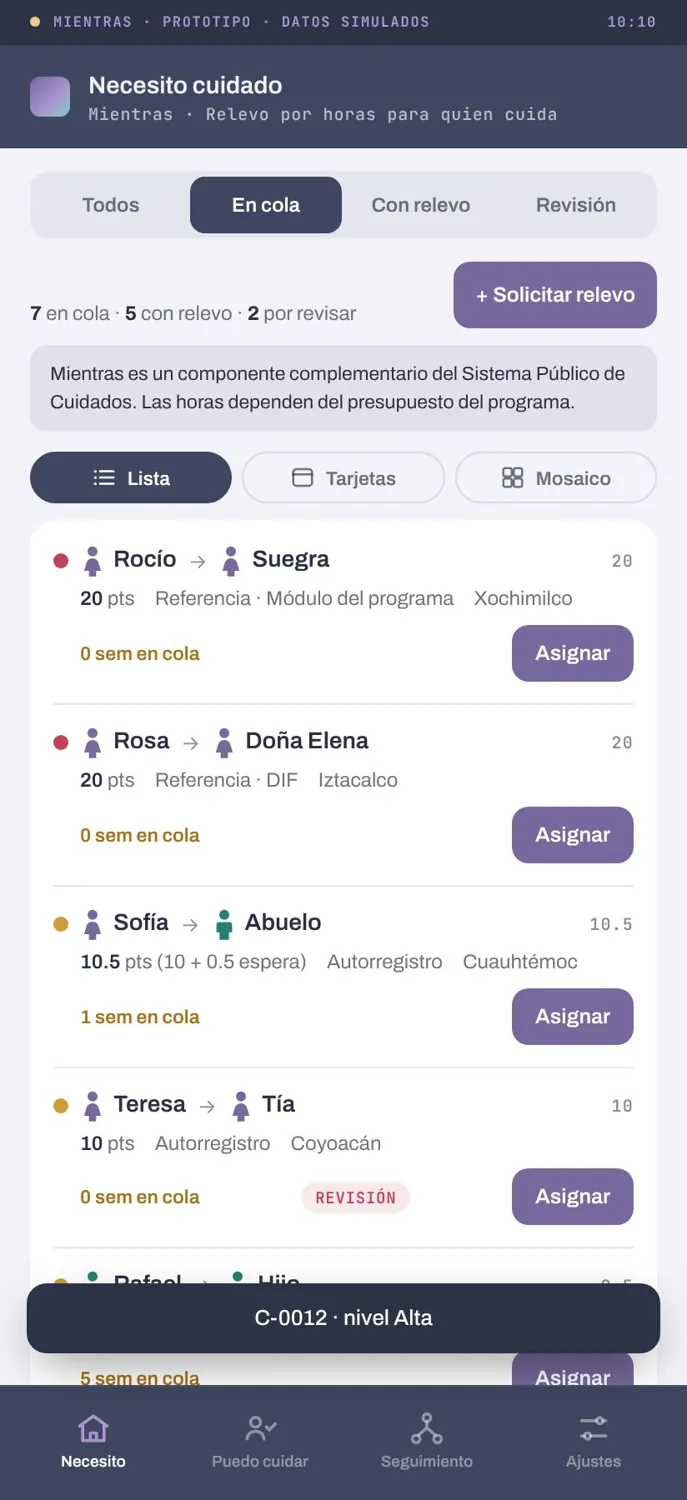 MIENTRAS · PROTOTIPO · DATOS SIMULADOS 10:10
Necesito cuidado
Mientras · Relevo por horas para quien cuida
Todos En cola Con relevo Revisión
+ Solicitar relevo
7 en cola · 5 con relevo · 2 por revisar
Mientras es un componente complementario del Sistema Público de
Cuidados. Las horas dependen del presupuesto del programa.
Lista Tarjetas Mosaico
Rocío → Suegra 20
20 pts Referencia · Módulo del programa Xochimilco
0 sem en cola Asignar
Rosa → Doña Elena 20
20 pts Referencia · DIF Iztacalco
0 sem en cola Asignar
Sofía → Abuelo 10.5
10.5 pts (10 + 0.5 espera) Autorregistro Cuauhtémoc
1 sem en cola Asignar
Teresa → Tía 10
10 pts Autorregistro Coyoacán
0 sem en cola REVISIÓN Asignar
Rafael → Hijo
C-0012 · nivel Alta
5 sem en cola Asignar
Necesito Puedo cuidar Seguimiento Ajustes